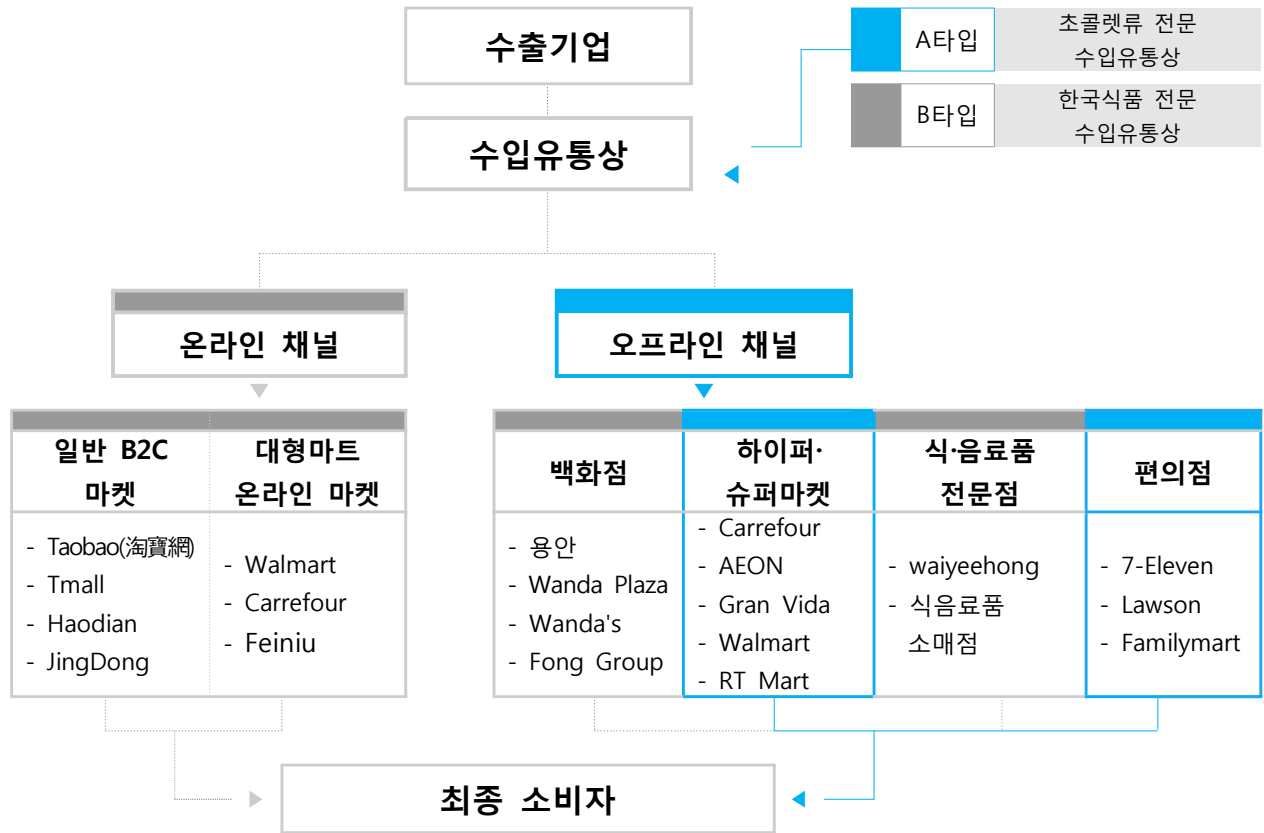 수출기업
A타입
초콜렛류 전문
수입유통상
수입유통상
B타입
한국식품 전문
수입유통상
온라인 채널
오프라인 채널
일반 B2C
마켓
대형마트
온라인 마켓
백화점
하이퍼·
슈퍼마켓
식·음료품
전문점
편의점
- Taobao(淘寶網)
- Tmall
- Haodian
- JingDong
- Walmart
- Carrefour
- Feiniu
- 용안
- Wanda Plaza
- Wanda's
- Fong Group
- Carrefour
- AEON
- Gran Vida
- Walmart
- RT Mart
- waiyeehong
- 식음료품
소매점
- 7-Eleven
- Lawson
- Familymart
최종 소비자